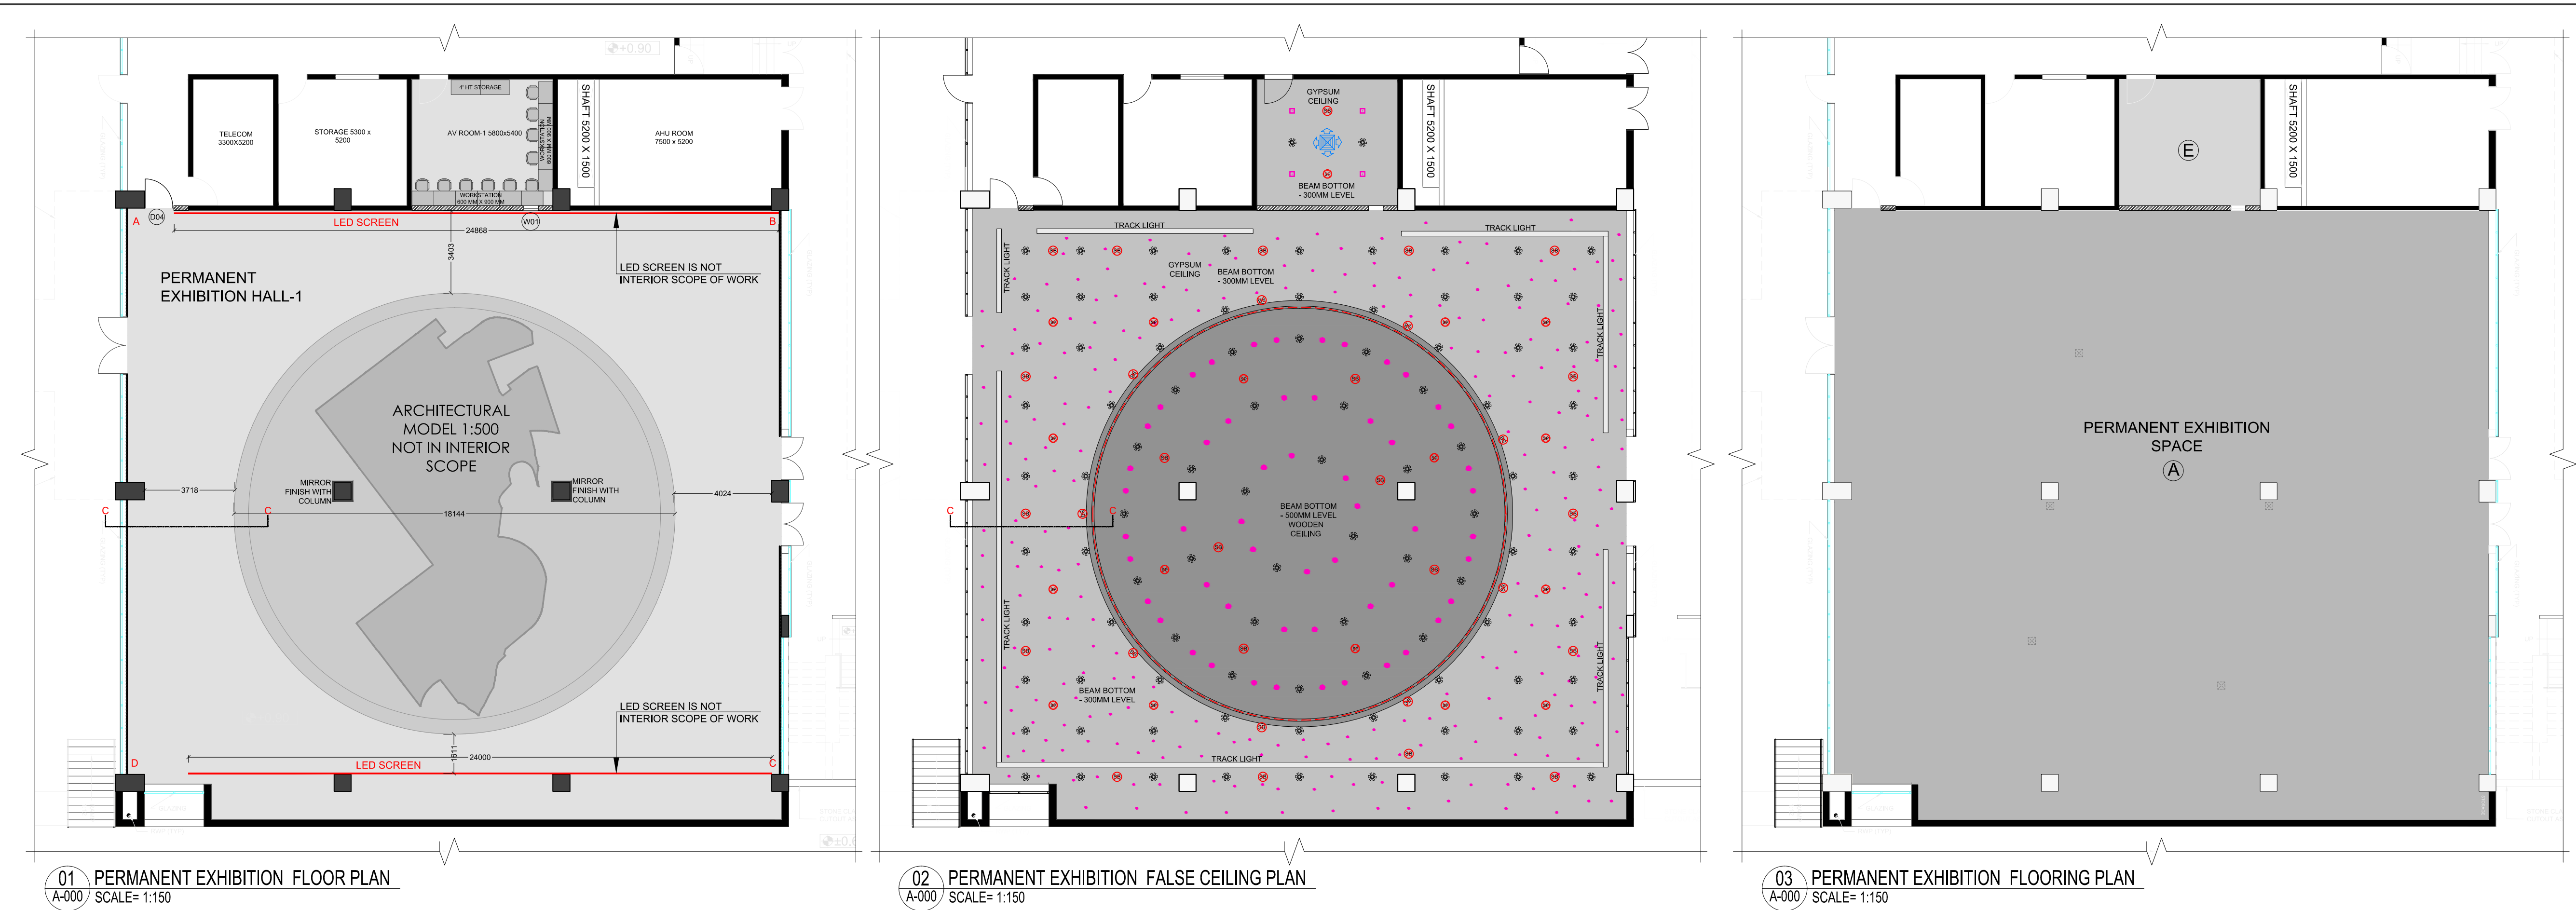 +0.90
4' HT STORAGE
TELECOM
3300X5200
STORAGE 5300 x
5200
AV ROOM-1 5800x5400
WORKSTATION
600 MM X 900 MM
SHAFT 5200 X 1500
AHU ROOM
7500 x 5200
WORKSTATION
600 MM X 900 MM
A
D04
LED SCREEN
W01
B
24868
3403
LED SCREEN IS NOT
INTERIOR SCOPE OF WORK
PERMANENT
EXHIBITION HALL-1
ARCHITECTURAL
MODEL 1:500
NOT IN INTERIOR
SCOPE
MIRROR
FINISH WITH
COLUMN
MIRROR
FINISH WITH
COLUMN
3718
4024
C
C
18144
LED SCREEN IS NOT
INTERIOR SCOPE OF WORK
1611
24000
D
LED SCREEN
C
01
A-000
PERMANENT EXHIBITION FLOOR PLAN
SCALE= 1:150
GYPSUM
CEILING
SHAFT 5200 X 1500
BEAM BOTTOM
- 300MM LEVEL
TRACK LIGHT
TRACK LIGHT
TRACK LIGHT
GYPSUM
CEILING
BEAM BOTTOM
- 300MM LEVEL
TRACK LIGHT
C
C
BEAM BOTTOM
- 500MM LEVEL
WOODEN
CEILING
TRACK LIGHT
TRACK LIGHT
BEAM BOTTOM
- 300MM LEVEL
TRACK LIGHT
02
A-000
PERMANENT EXHIBITION FALSE CEILING PLAN
SCALE= 1:150
E
SHAFT 5200 X 1500
PERMANENT EXHIBITION
SPACE
A
03
A-000
PERMANENT EXHIBITION FLOORING PLAN
SCALE= 1:150